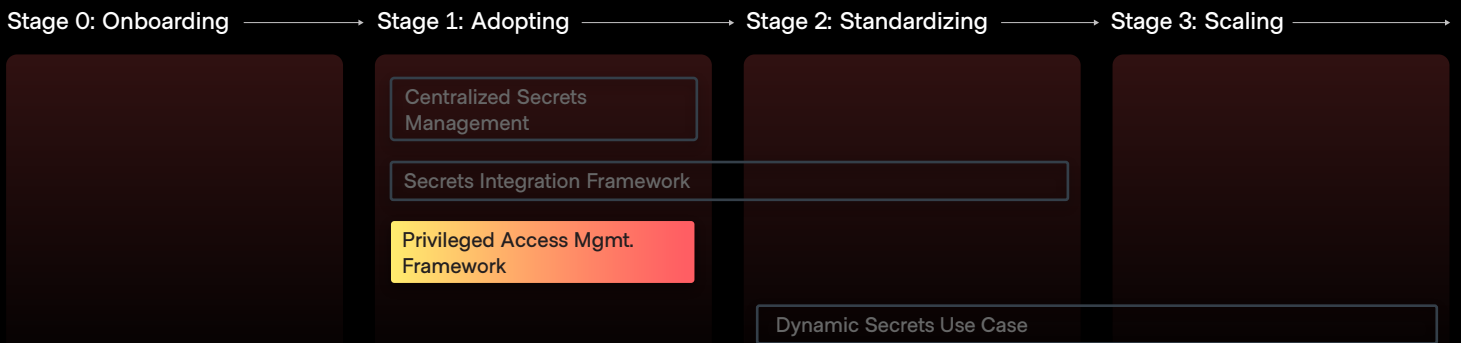 Stage 0: Onboarding
Stage 1: Adopting
Stage 2: Standardizing
Stage 3: Scaling
Centralized Secrets
Management
Secrets Integration Framework
Privileged Access Mgmt.
Framework
Dynamic Secrets Use Case